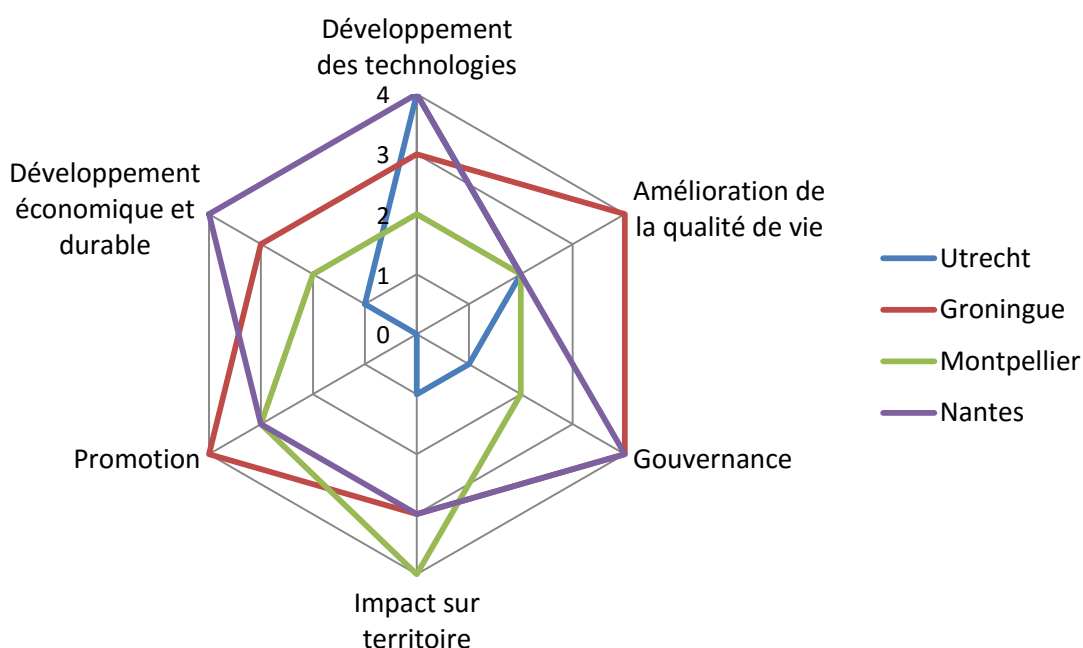 Développement
des technologies
4
3
2
1
0
Amélioration de
la qualité de vie
Gouvernance
Impact sur
territoire
Promotion
Développement
économique et
durable
Utrecht
Groningue
Montpellier
Nantes